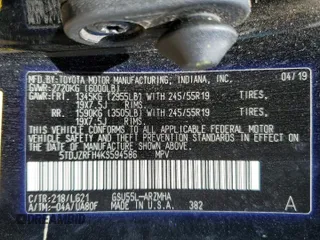 MFD. BY: TOYOTA MOTOR MANUFACTURING, INDIANA, INC. 04/19
GVWR: 2720KG (6000LB)
GAWR: FRT. 1345KG (2955LB) WITH 245/55R19 TIRES,
19X7.5J RIMS,
RR. 1590KG (3505LB) WITH 245/55R19 TIRES,
19X7.5J RIMS,
THIS VEHICLE CONFORMS TO ALL APPLICABLE
FEDERAL MOTOR VEHICLE SAFETY AND
THEFT PREVENTION STANDARDS IN EFFECT ON
THE DATE OF MANUFACTURE SHOWN ABOVE.
5TDJZRFH4KS594586 MPV
C/TR: 218/LG21 GSU55L-ARZMHA
A/TM: -04A/UA80F MADE IN U.S.A. 382 A